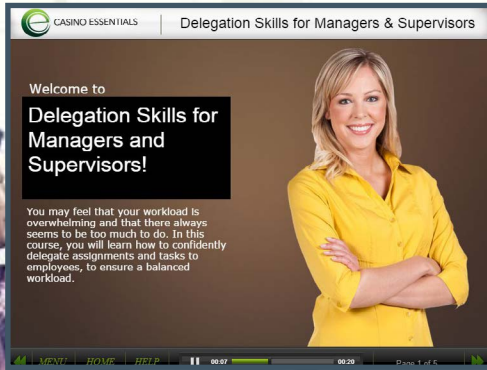 CASINO ESSENTIALS
Delegation Skills for Managers & Supervisors
Welcome to
Delegation Skills for
Managers and
Supervisors!
You may feel that your workload is
overwhelming and that there always
seems to be too much to do. In this
course, you will learn how to confidently
delegate assignments and tasks to
employees, to ensure a balanced
workload.
MENU HOME HELP 00:07 00:20 Page 1 of 5